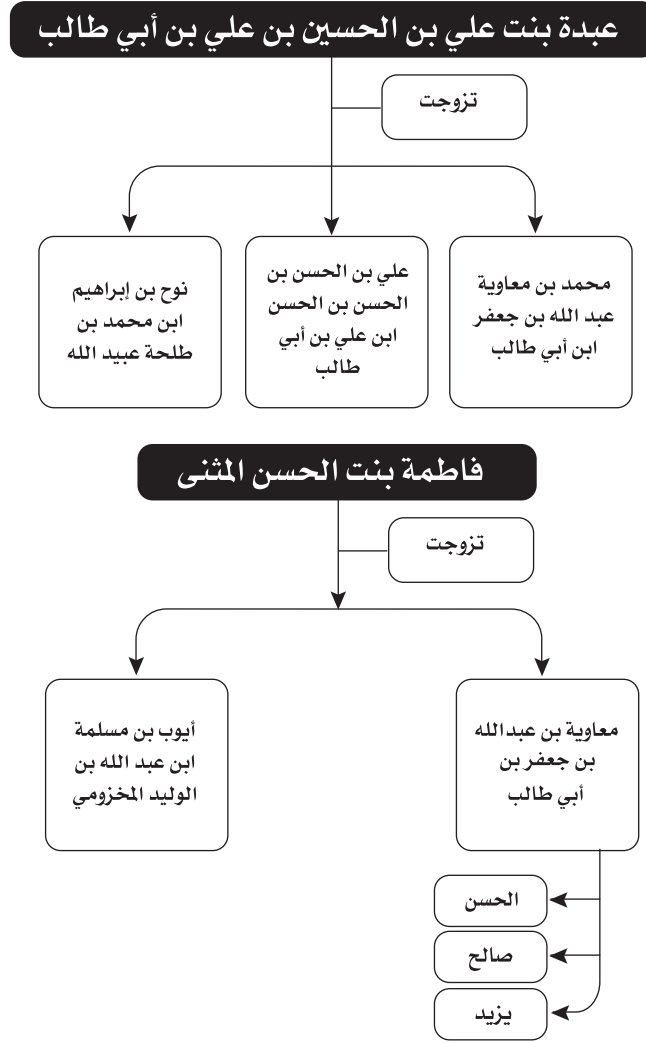 عبدة بنت علي بن الحسين بن علي بن أبي طالب
تزوجت
محمد بن معاوية
عبد الله بن جعفر
ابن أبي طالب
علي بن الحسن بن
الحسن بن الحسن
ابن علي بن أبي
طالب
نوح بن إبراهيم
ابن محمد بن
طلحة عبيد الله
فاطمة بنت الحسن المثنى
تزوجت
معاوية بن عبدالله
بن جعفر بن
أبي طالب
أيوب بن مسلمة
ابن عبد الله بن
الوليد المخزومي
الحسن
صالح
يزيد